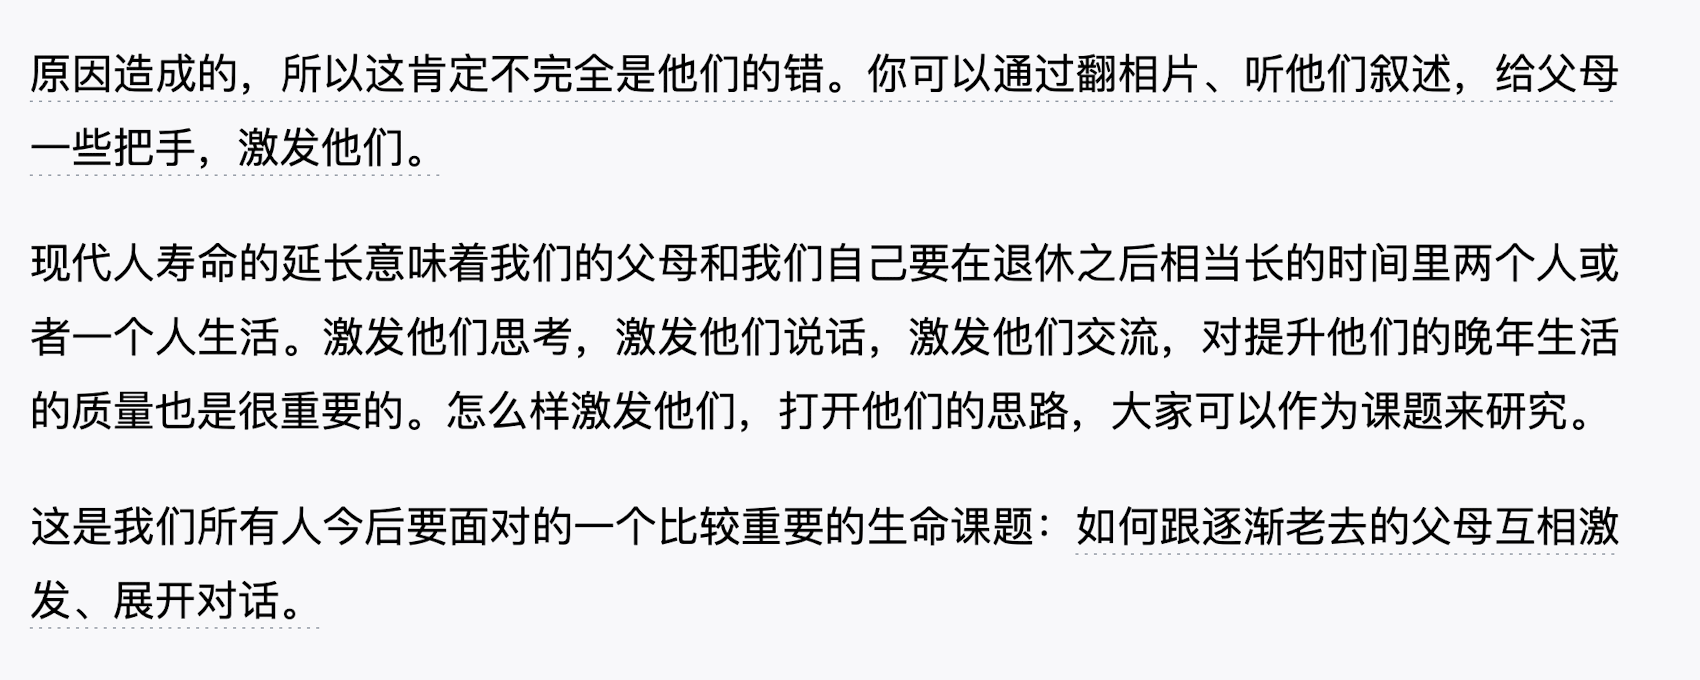 原因造成的，所以这肯定不完全是他们的错。你可以通过翻相片、听他们叙述，给父母
一些把手，激发他们。
现代人寿命的延长意味着我们的父母和我们自己要在退休之后相当长的时间里两个人或
者一个人生活。激发他们思考，激发他们说话，激发他们交流，对提升他们的晚年生活
的质量也是很重要的。怎么样激发他们，打开他们的思路，大家可以作为课题来研究。
这是我们所有人今后要面对的一个比较重要的生命课题：如何跟逐渐老去的父母互相激
发、展开对话。